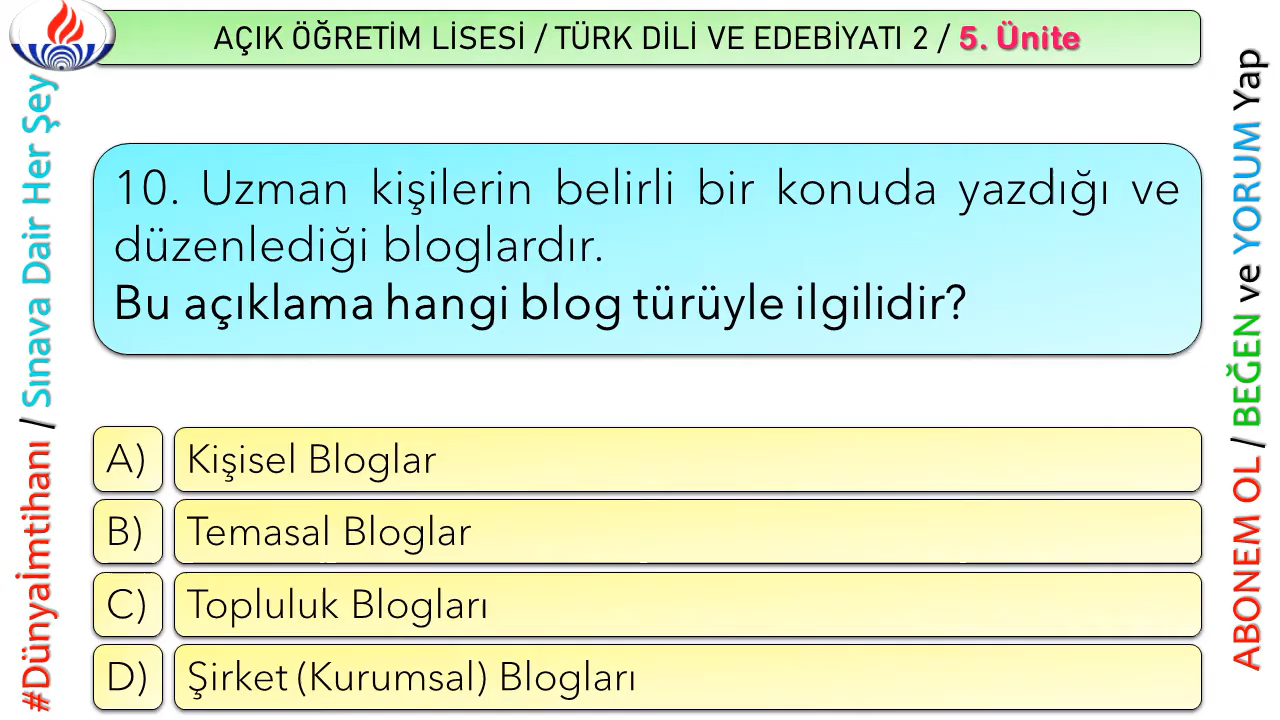 AÇIK ÖĞRETİM LİSESİ / TÜRK DİLİ VE EDEBİYATI 2 / 5. Ünite
#Dünyaİmtihanı / Sınava Dair Her Şey
10. Uzman kişilerin belirli bir konuda yazdığı ve
düzenlediği bloglardır.
Bu açıklama hangi blog türüyle ilgilidir?
A) Kişisel Bloglar
B) Temasal Bloglar
C) Topluluk Blogları
D) Şirket (Kurumsal) Blogları
ABONEM OL / BEĞEN ve YORUM Yap